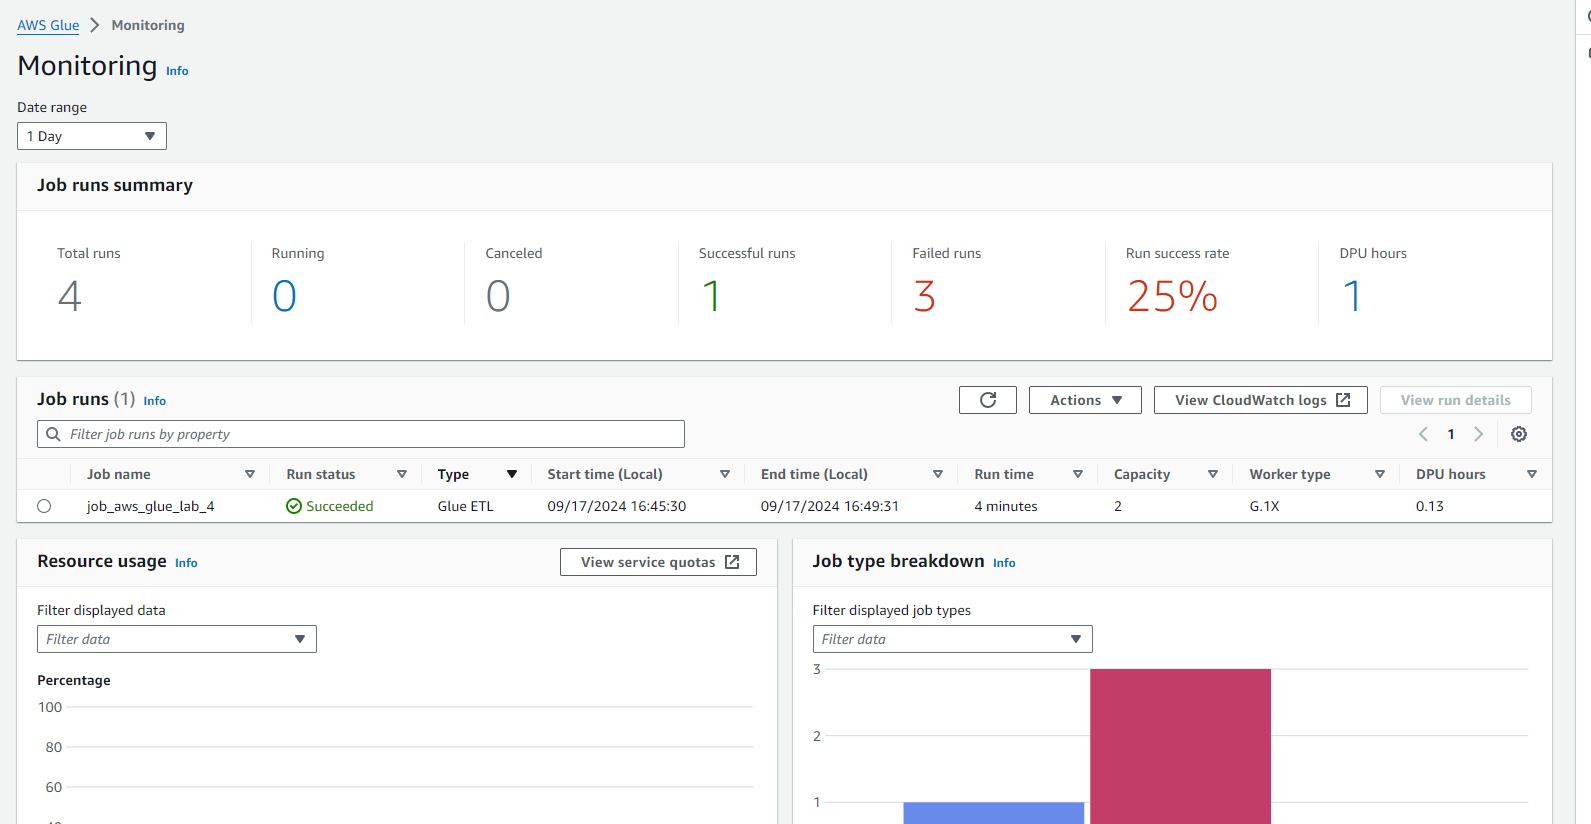 AWS Glue > Monitoring
Monitoring Info
Date range
1 Day
Job runs summary
Total runs
4
Running
0
Canceled
0
Successful runs
1
Failed runs
3
Run success rate
25%
DPU hours
1
Job runs (1) Info
Actions
View CloudWatch logs
View run details
Filter job runs by property
1
Job name Run status Type Start time (Local) End time (Local) Run time Capacity Worker type DPU hours
job_aws_glue_lab_4 Succeeded Glue ETL 09/17/2024 16:45:30 09/17/2024 16:49:31 4 minutes 2 G.1X 0.13
Resource usage Info
View service quotas
Filter displayed data
Filter data
Percentage
100
80
60
Job type breakdown Info
Filter displayed job types
Filter data
3
2
1